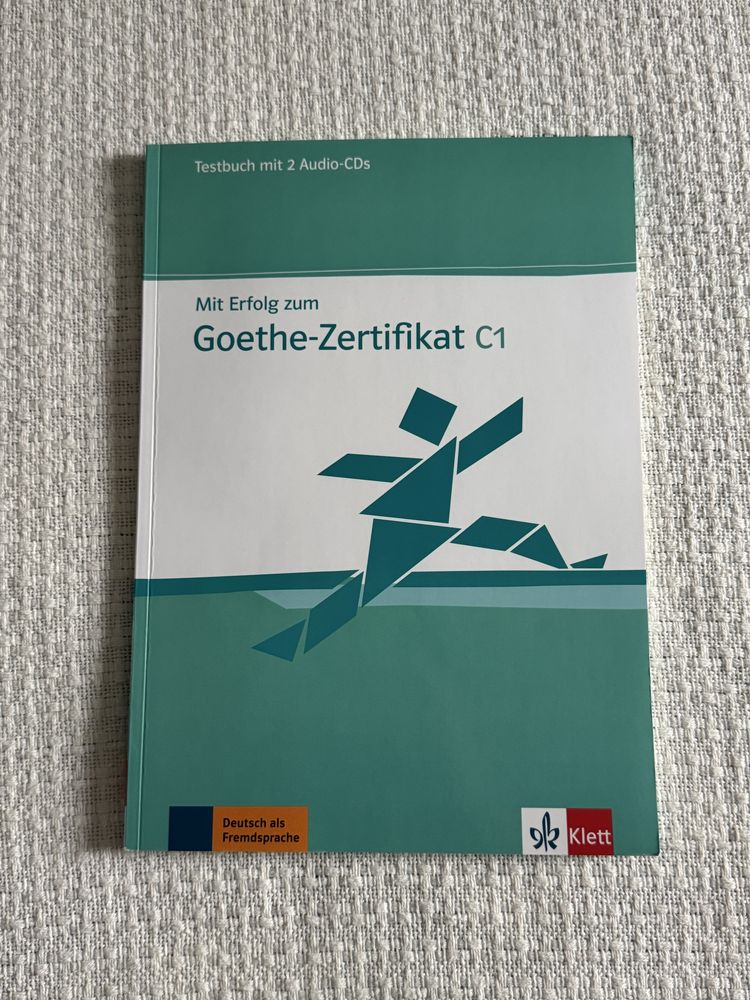 Testbuch mit 2 Audio-CDs
Mit Erfolg zum
Goethe-Zertifikat C1
Deutsch als
Fremdsprache
Klett